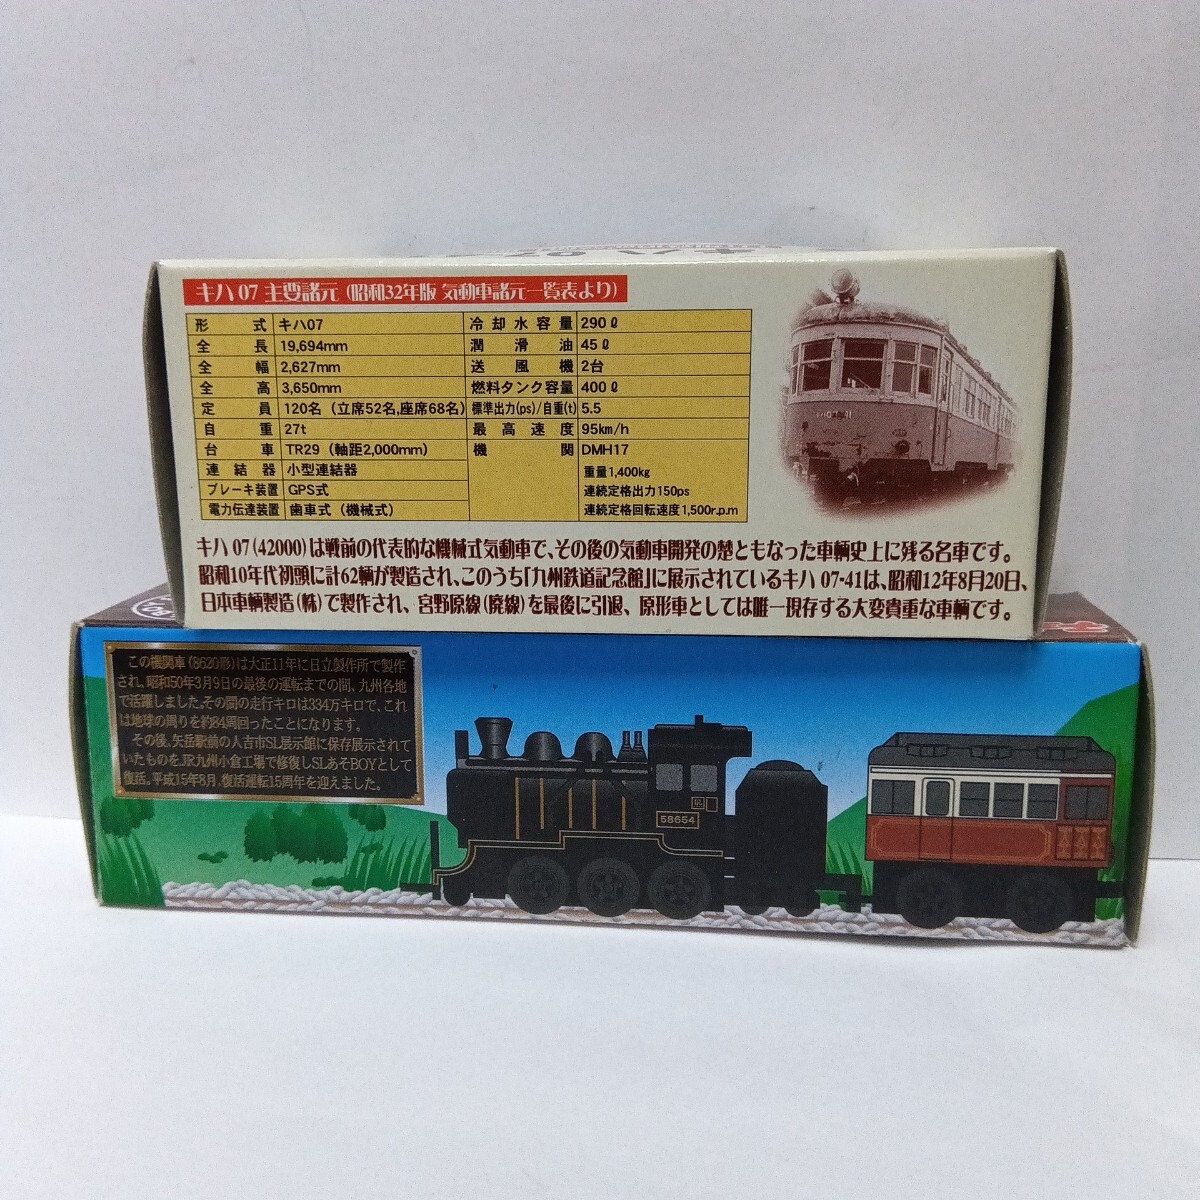 キハ 07 主要諸元 (昭和32年版 気動車諸元一覧表より)
形式 キハ07 冷却水容量 290ℓ
全長 19,694mm 潤滑油 45ℓ
全幅 2,627mm 送風機 2台
全高 3,650mm 燃料タンク容量 400ℓ
定員 120名 (立席52名,座席68名) 標準出力(ps)/自重(t) 5.5
自重 27t 最高速度 95km/h
台車 TR29 (軸距2,000mm) 機関 DMH17
連結器 小型連結器 重量1,400kg
ブレーキ装置 GPS式 連続定格出力150ps
電力伝達装置 歯車式 (機械式) 連続定格回転速度1,500r.p.m
キハ 07 (42000) は戦前の代表的な機械式気動車で、その後の気動車開発の礎ともなった車輌史上に残る名車です。
昭和10年代初頭に計62輌が製造され、このうち「九州鉄道記念館」に展示されているキハ 07-41は、昭和12年8月20日、
日本車輌製造 (株) で製作され、宮野原線(廃線)を最後に引退、原形車としては唯一現存する大変貴重な車輌です。
この機関車(8620形)は大正11年に日立製作所で製作
され、昭和50年3月9日の最後の運転までの間、九州各地
で活躍しました。その間の走行キロは334万キロで、これ
は地球の周りを約84周回ったことになります。
その後、矢岳駅前の人吉市SL展示館に保存展示されて
いたものをJR九州小倉工場で修復しSLあそBOYとして
復活。平成15年8月、復活運転15周年を迎えました。
58654